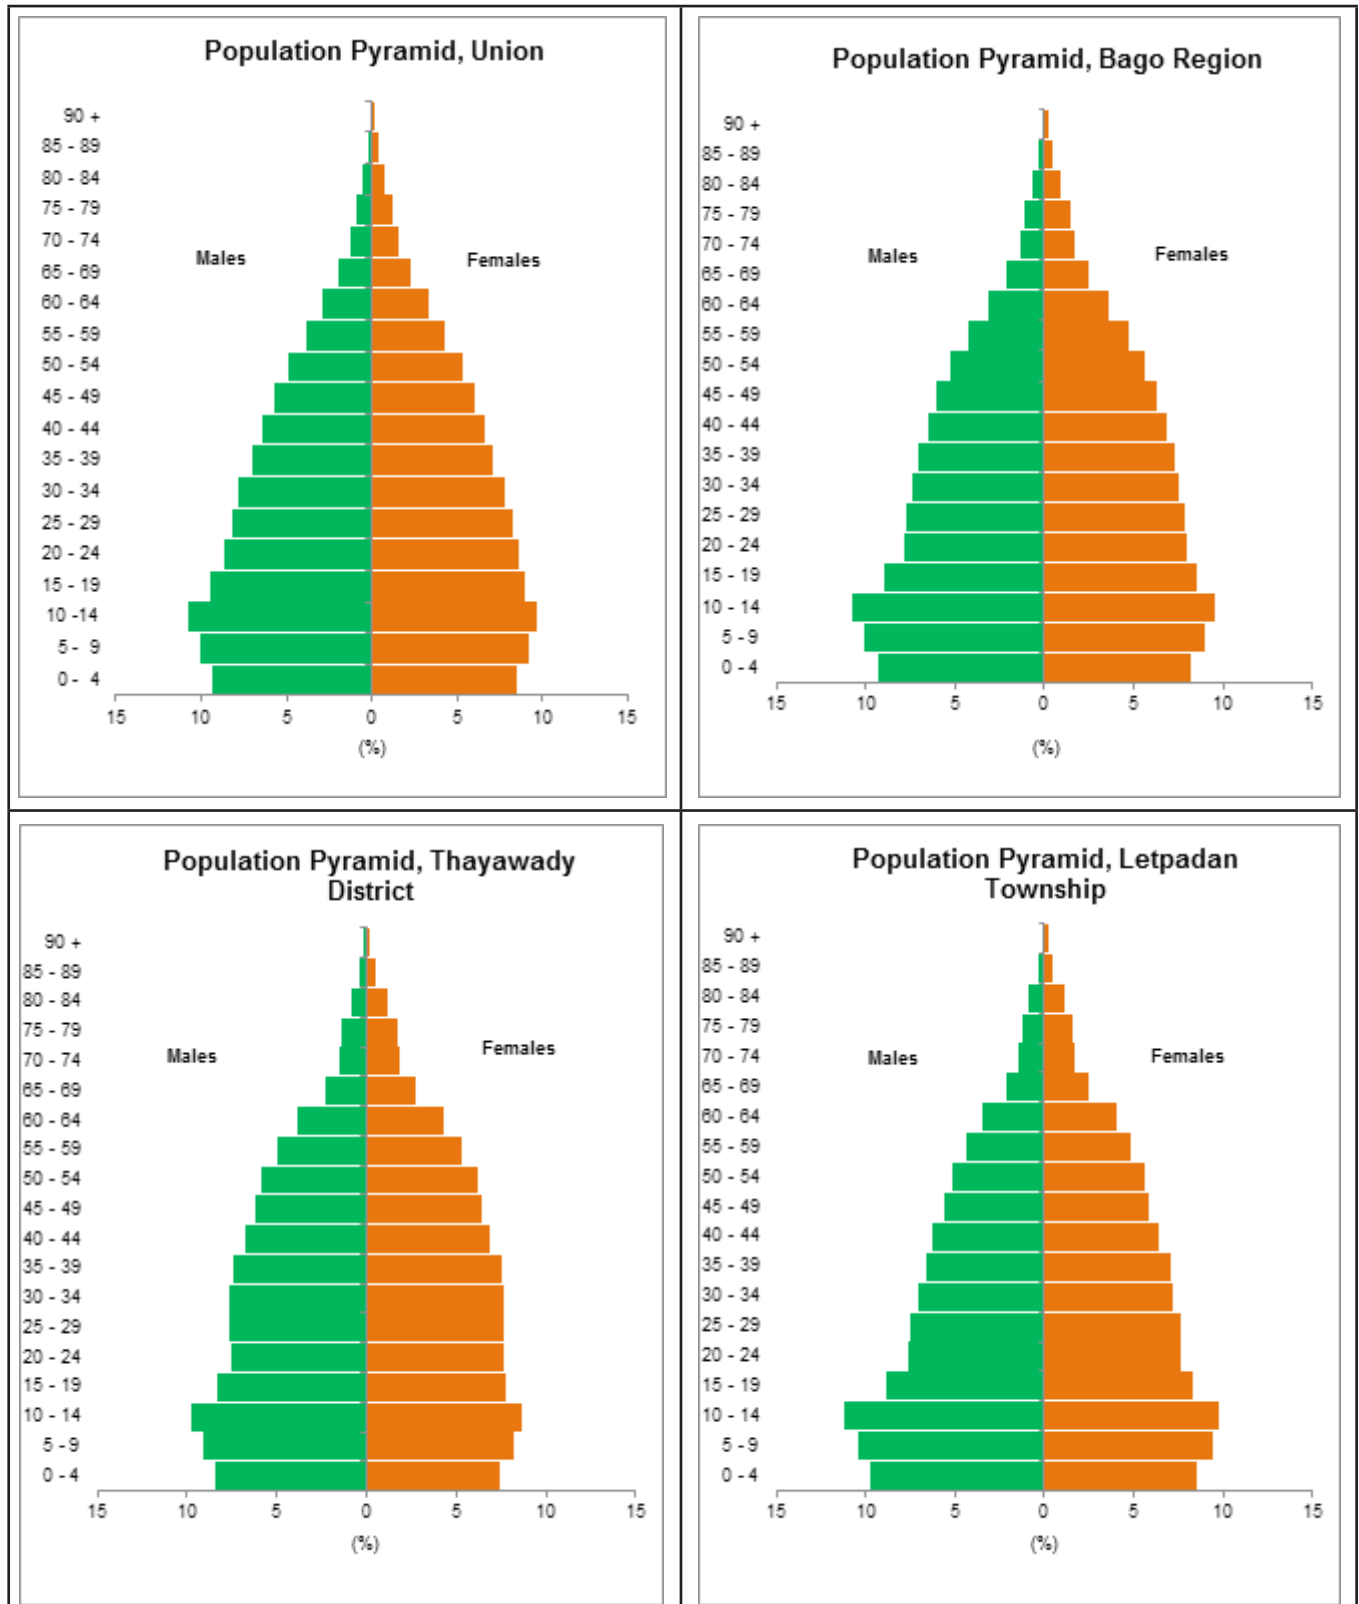 Population Pyramid, Union
90 +
85 - 89
80 - 84
75 - 79
70 - 74
65 - 69
60 - 64
55 - 59
50 - 54
45 - 49
40 - 44
35 - 39
30 - 34
25 - 29
20 - 24
15 - 19
10 -14
5 - 9
0 - 4
Males
Females
15 10 5 0 5 10 15
(%)
Population Pyramid, Bago Region
90 +
85 - 89
80 - 84
75 - 79
70 - 74
65 - 69
60 - 64
55 - 59
50 - 54
45 - 49
40 - 44
35 - 39
30 - 34
25 - 29
20 - 24
15 - 19
10 - 14
5 - 9
0 - 4
Males
Females
15 10 5 0 5 10 15
(%)
Population Pyramid, Thayawady
District
90 +
85 - 89
80 - 84
75 - 79
70 - 74
65 - 69
60 - 64
55 - 59
50 - 54
45 - 49
40 - 44
35 - 39
30 - 34
25 - 29
20 - 24
15 - 19
10 - 14
5 - 9
0 - 4
Males
Females
15 10 5 0 5 10 15
(%)
Population Pyramid, Letpadan
Township
90 +
85 - 89
80 - 84
75 - 79
70 - 74
65 - 69
60 - 64
55 - 59
50 - 54
45 - 49
40 - 44
35 - 39
30 - 34
25 - 29
20 - 24
15 - 19
10 - 14
5 - 9
0 - 4
Males
Females
15 10 5 0 5 10 15
(%)